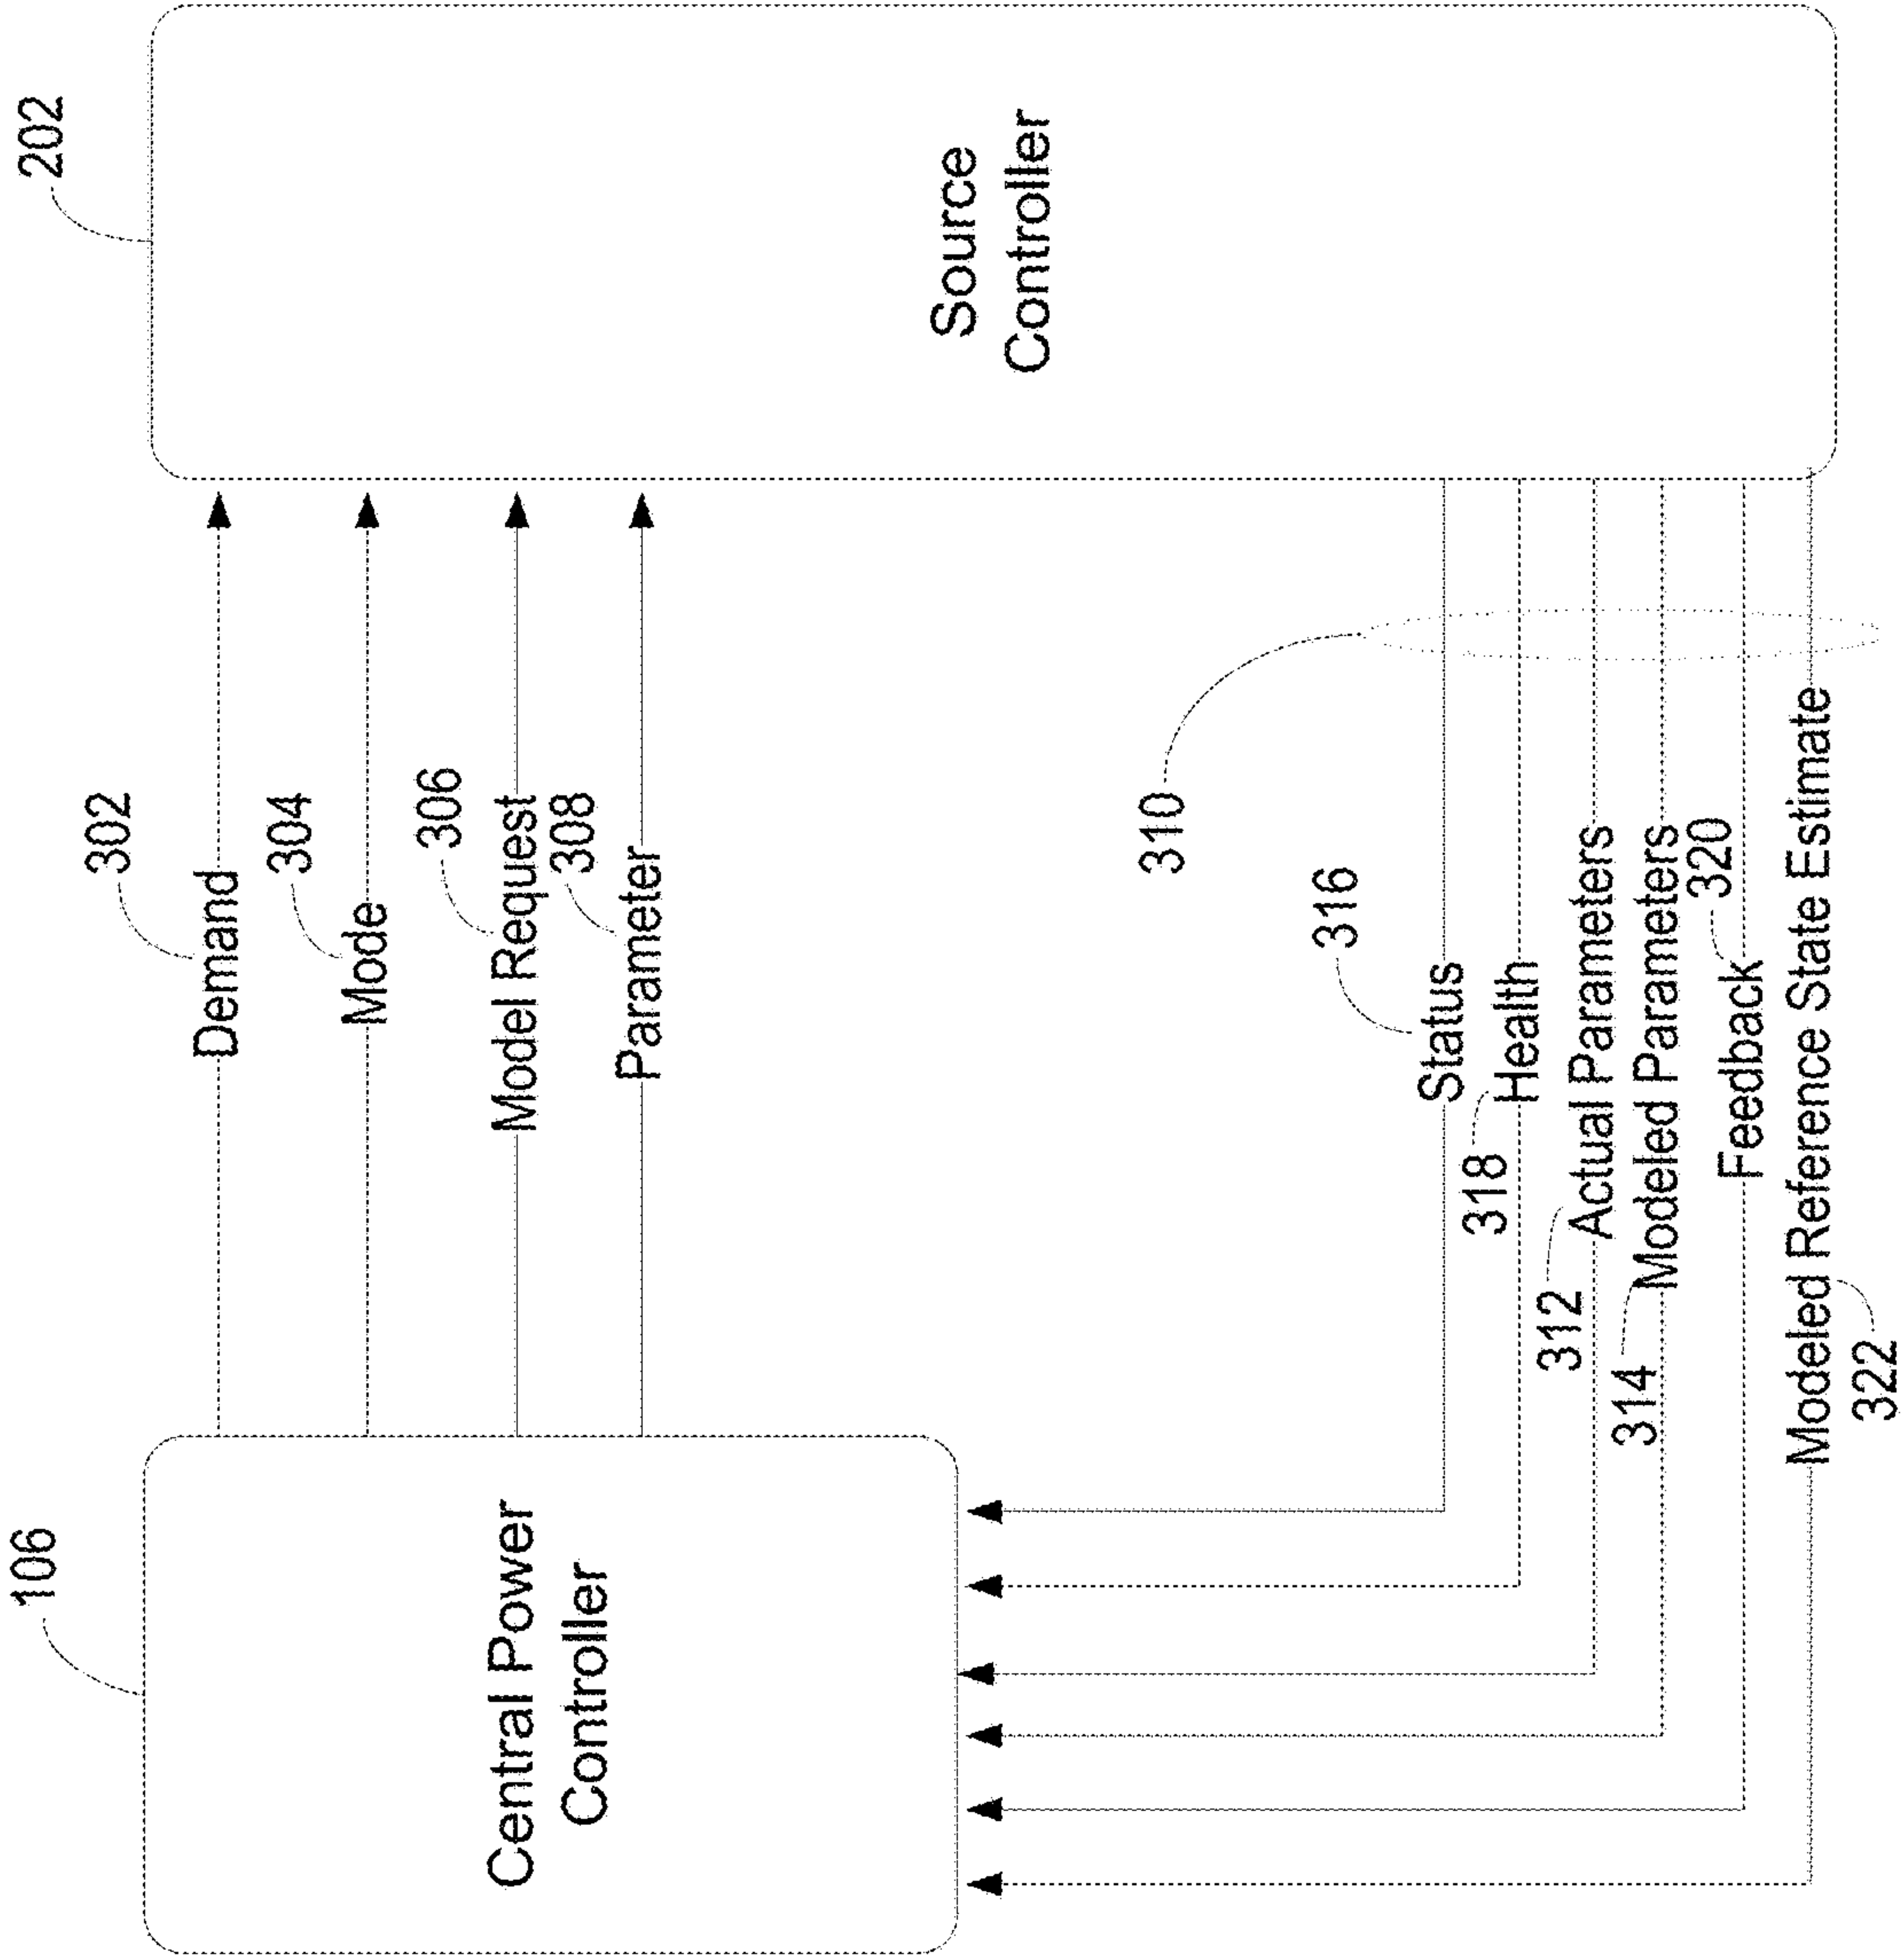 106
202
Central Power
Controller
Source
Controller
302
Demand
304
Mode
306
Model Request
308
Parameter
310
316
Status
318
Health
312
Actual Parameters
314
Modeled Parameters
320
Feedback
Modeled Reference State Estimate
322